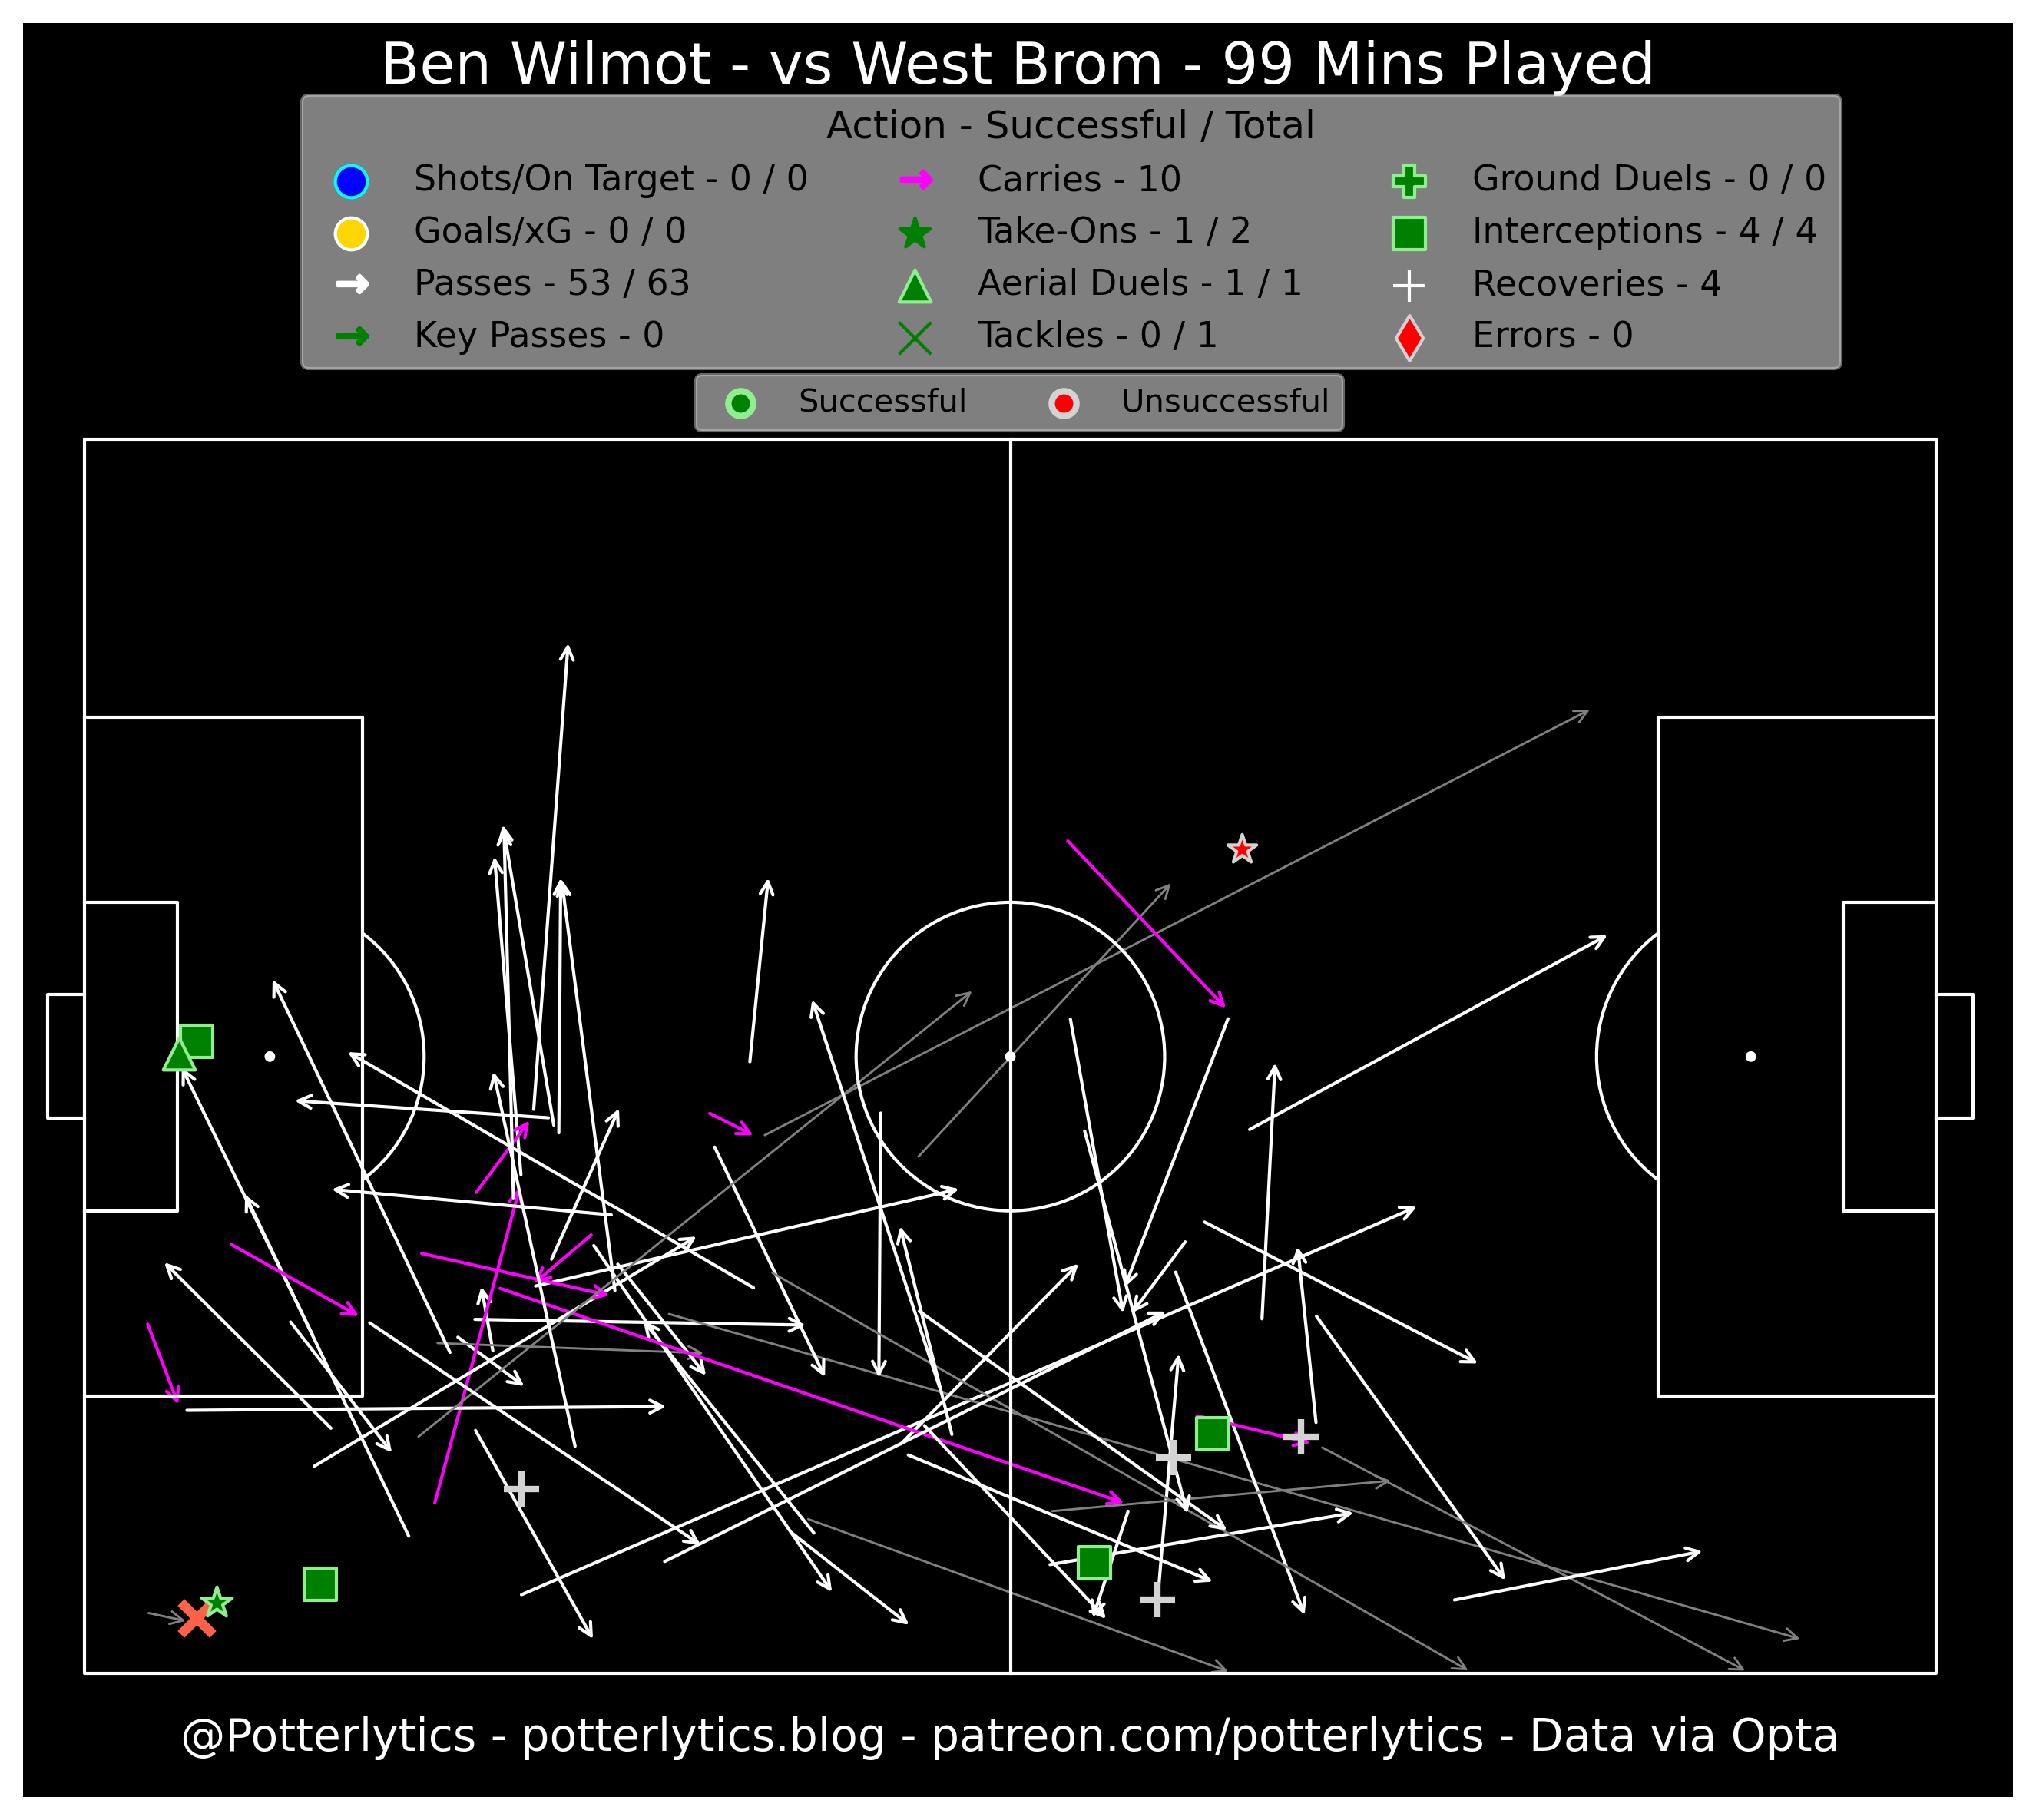 Ben Wilmot - vs West Brom - 99 Mins Played
Action - Successful / Total
Shots/On Target - 0 / 0
Goals/xG - 0 / 0
Passes - 53 / 63
Key Passes - 0
Carries - 10
Take-Ons - 1 / 2
Aerial Duels - 1 / 1
Tackles - 0 / 1
Ground Duels - 0 / 0
Interceptions - 4 / 4
Recoveries - 4
Errors - 0
Successful
Unsuccessful
@Potterlytics - potterlytics.blog - patreon.com/potterlytics - Data via Opta